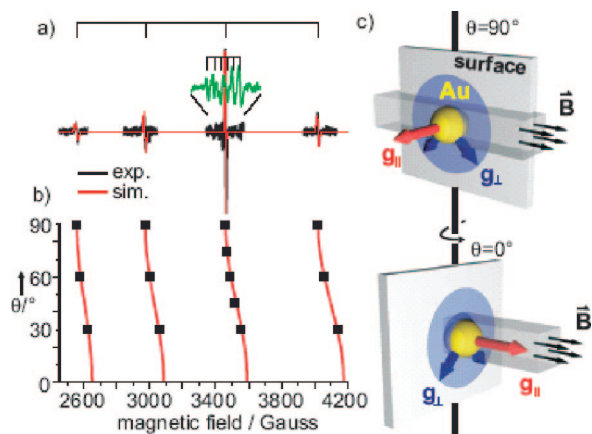 a)
exp.
sim.
b)
90
60
30
0
θ/°
2600 3000 3400 3800 4200
magnetic field / Gauss
c)
θ=90°
surface
Au
B
g||
g⊥
θ=0°
B
g⊥
g||